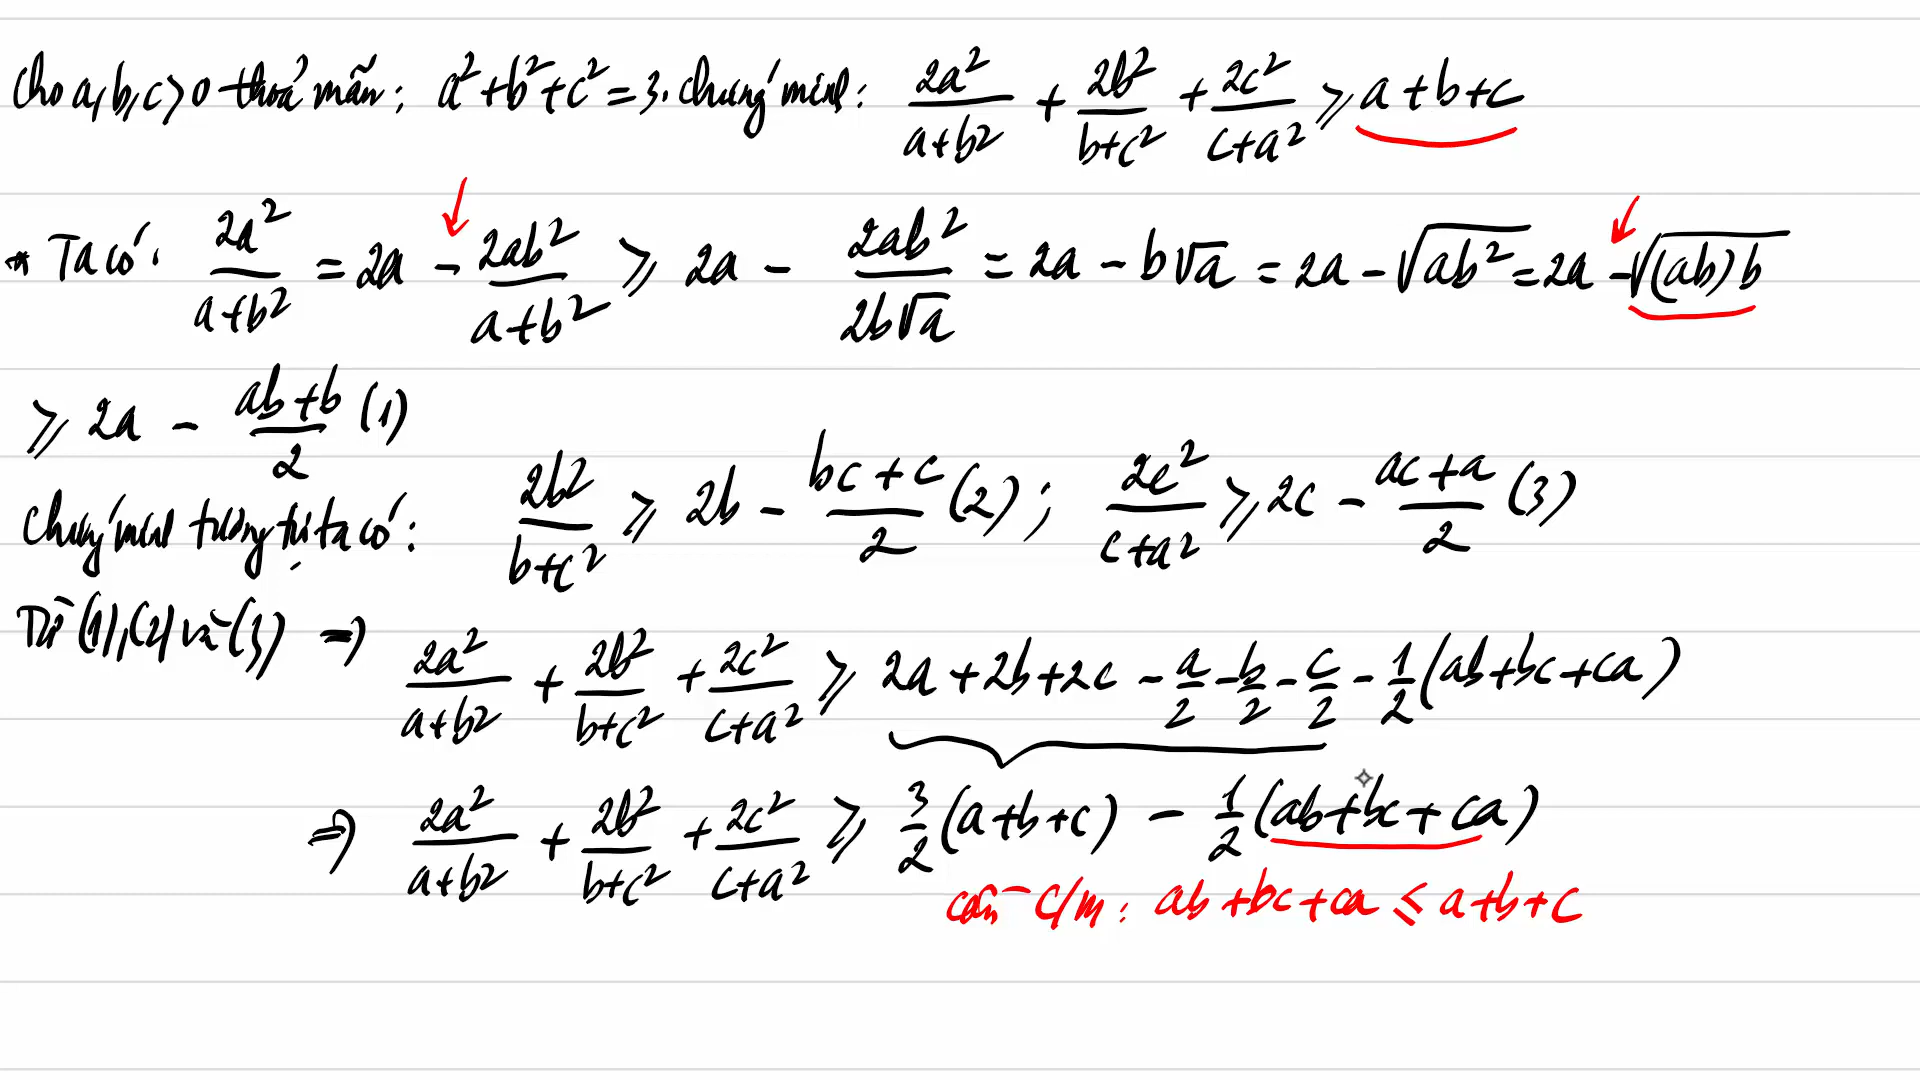 Cho a,b,c>0 thoả mãn: a²+b²+c²=3. Chứng minh: 2a²/(a+b²) + 2b²/(b+c²) + 2c²/(c+a²) ≥ a+b+c
Ta có: 2a²/(a+b²) = 2a - 2ab²/(a+b²) ≥ 2a - 2ab²/(2b√a) = 2a - b√a = 2a - √(ab²) = 2a - √((ab)b)
≥ 2a - (ab+b)/2 (1)
Chứng minh tương tự ta có: 2b²/(b+c²) ≥ 2b - (bc+c)/2 (2); 2c²/(c+a²) ≥ 2c - (ac+a)/2 (3)
Từ (1),(2) và (3) ⇒ 2a²/(a+b²) + 2b²/(b+c²) + 2c²/(c+a²) ≥ 2a+2b+2c - a/2 - b/2 - c/2 - 1/2(ab+bc+ca)
⇒ 2a²/(a+b²) + 2b²/(b+c²) + 2c²/(c+a²) ≥ 3/2(a+b+c) - 1/2(ab+bc+ca)
cần C/m: ab+bc+ca ≤ a+b+c